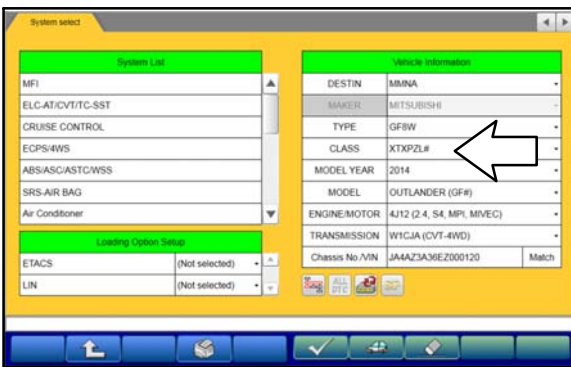 System select
System List
MFI
ELC-AT/CVT/TC-SST
CRUISE CONTROL
ECPS/4WS
ABS/ASC/ASTC/WSS
SRS-AIR BAG
Air Conditioner
Loading Option Setup
ETACS (Not selected)
LIN (Not selected)
Vehicle Information
DESTIN MMNA
MAKER MITSUBISHI
TYPE GF8W
CLASS XTXPZL#
MODEL YEAR 2014
MODEL OUTLANDER (GF#)
ENGINE/MOTOR 4J12 (2.4, S4, MPI, MIVEC)
TRANSMISSION W1CJA (CVT-4WD)
Chassis No./VIN JA4AZ3A36EZ000120 Match
ALL DTC